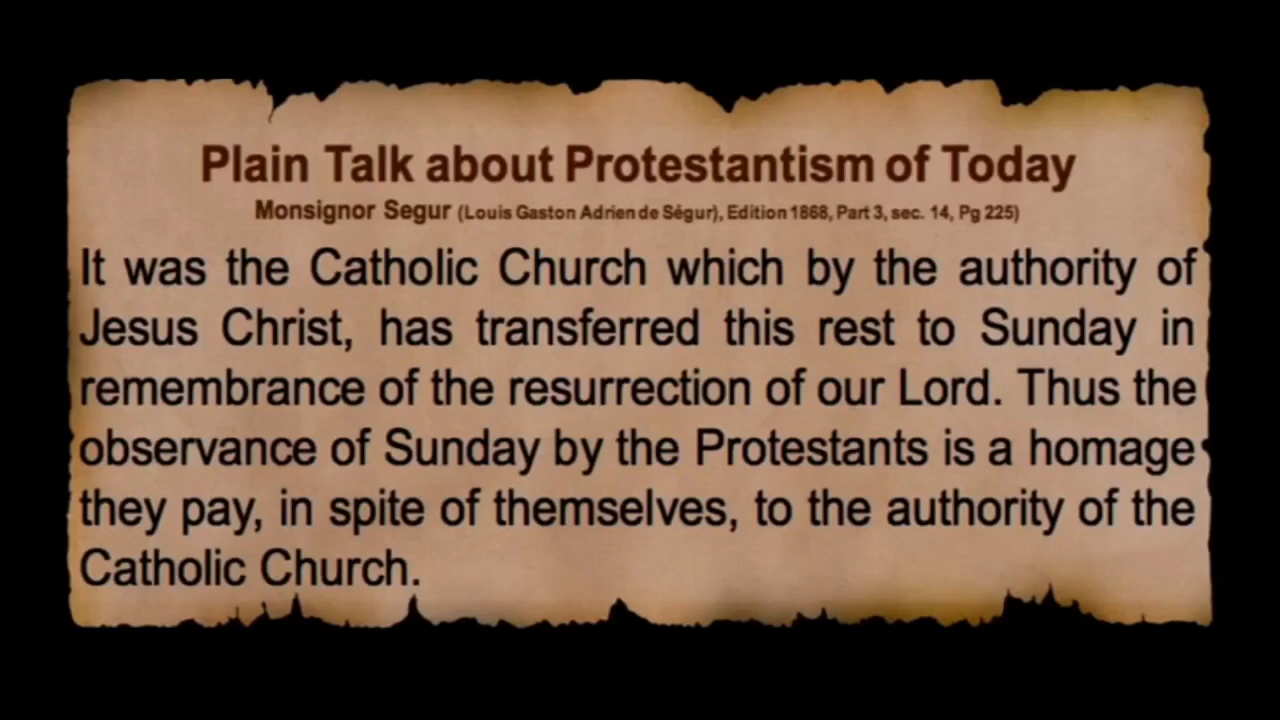 Plain Talk about Protestantism of Today
Monsignor Segur (Louis Gaston Adrien de Ségur), Edition 1868, Part 3, sec. 14, Pg 225)
It was the Catholic Church which by the authority of
Jesus Christ, has transferred this rest to Sunday in
remembrance of the resurrection of our Lord. Thus the
observance of Sunday by the Protestants is a homage
they pay, in spite of themselves, to the authority of the
Catholic Church.